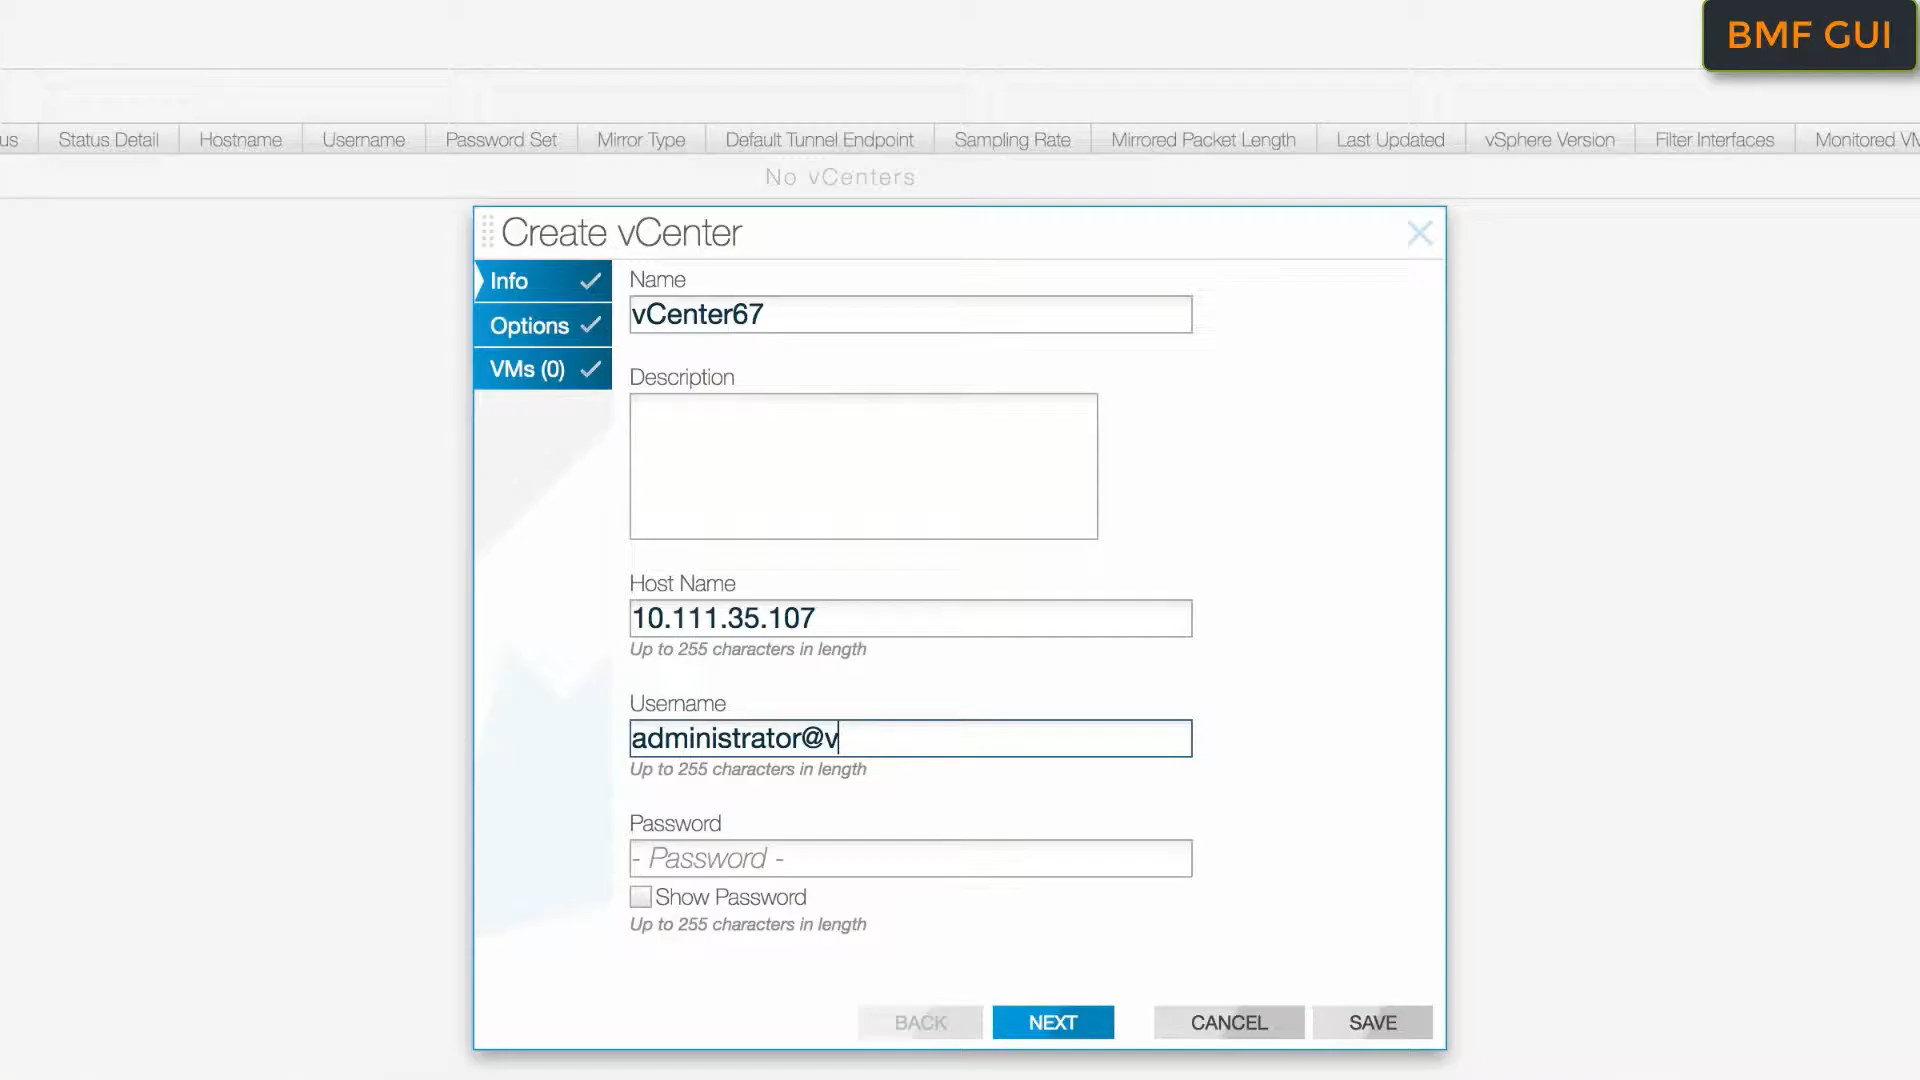 BMF GUI
us Status Detail Hostname Username Password Set Mirror Type Default Tunnel Endpoint Sampling Rate Mirrored Packet Length Last Updated vSphere Version Filter Interfaces Monitored VM
No vCenters
Create vCenter
Info
Options
VMs (0)
Name
vCenter67
Description
Host Name
10.111.35.107
Up to 255 characters in length
Username
administrator@v
Up to 255 characters in length
Password
- Password -
Show Password
Up to 255 characters in length
BACK NEXT CANCEL SAVE